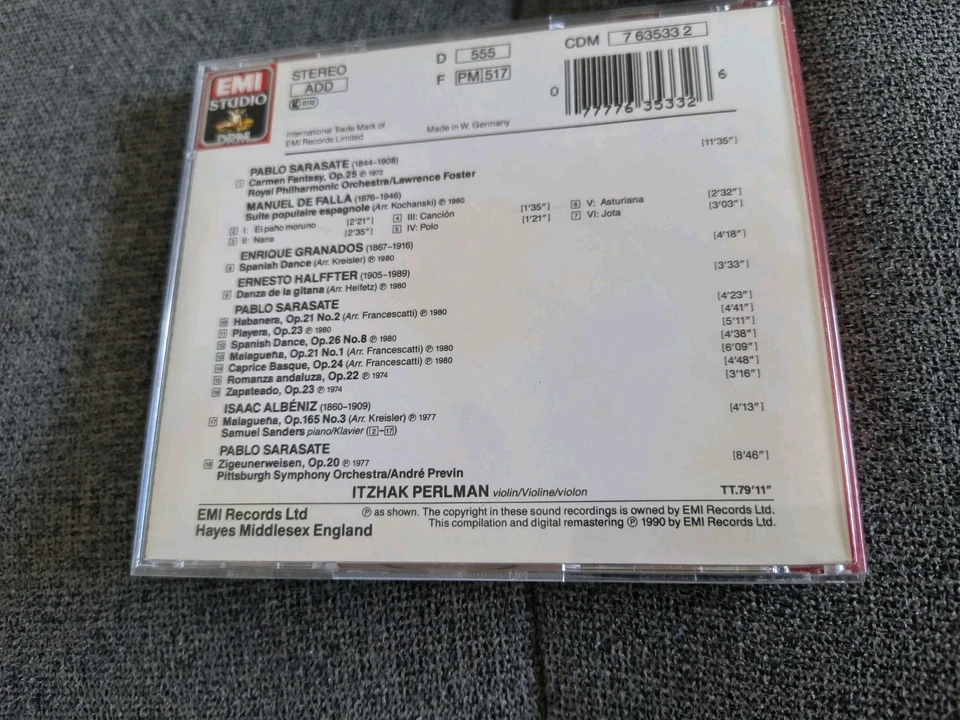 EMI
STUDIO
DRM
STEREO
ADD
D 555
F PM 517
CDM 7 63533 2
0 77776 35332 6
International Trade Mark of
EMI Records Limited
Made in W. Germany
PABLO SARASATE (1844-1908)
1 Carmen Fantasy, Op.25 ℗ 1972 [11'35"]
Royal Philharmonic Orchestra/Lawrence Foster
MANUEL DE FALLA (1876-1946)
Suite populaire espagnole (Arr. Kochanski) ℗ 1980
2 I: El paño moruno [2'21"] 4 III: Canción [1'35"] 6 V: Asturiana [2'32"]
3 II: Nana [2'35"] 5 IV: Polo [1'21"] 7 VI: Jota [3'03"]
ENRIQUE GRANADOS (1867-1916)
8 Spanish Dance (Arr. Kreisler) ℗ 1980 [4'18"]
ERNESTO HALFFTER (1905-1989)
9 Danza de la gitana (Arr. Heifetz) ℗ 1980 [3'33"]
PABLO SARASATE
10 Habanera, Op.21 No.2 (Arr. Francescatti) ℗ 1980 [4'23"]
11 Playera, Op.23 ℗ 1980 [4'41"]
12 Spanish Dance, Op.26 No.8 ℗ 1980 [5'11"]
13 Malagueña, Op.21 No.1 (Arr. Francescatti) ℗ 1980 [4'38"]
14 Caprice Basque, Op.24 (Arr. Francescatti) ℗ 1980 [6'09"]
15 Romanza andaluza, Op.22 ℗ 1974 [4'48"]
16 Zapateado, Op.23 ℗ 1974 [3'16"]
ISAAC ALBÉNIZ (1860-1909)
17 Malagueña, Op.165 No.3 (Arr. Kreisler) ℗ 1977 [4'13"]
Samuel Sanders piano/Klavier (2-17)
PABLO SARASATE
18 Zigeunerweisen, Op.20 ℗ 1977 [8'46"]
Pittsburgh Symphony Orchestra/André Previn
ITZHAK PERLMAN violin/Violine/violon TT.79'11"
EMI Records Ltd
Hayes Middlesex England
℗ as shown. The copyright in these sound recordings is owned by EMI Records Ltd.
This compilation and digital remastering ℗ 1990 by EMI Records Ltd.